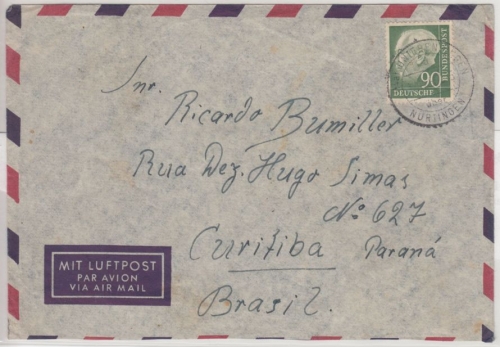 90
DEUTSCHE
BUNDESPOST
NÜRTINGEN
Snr.
Ricardo Bumiller
Rua Dez. Hugo Simas
No 627
Curitiba Paraná
Brasil.
MIT LUFTPOST
PAR AVION
VIA AIR MAIL